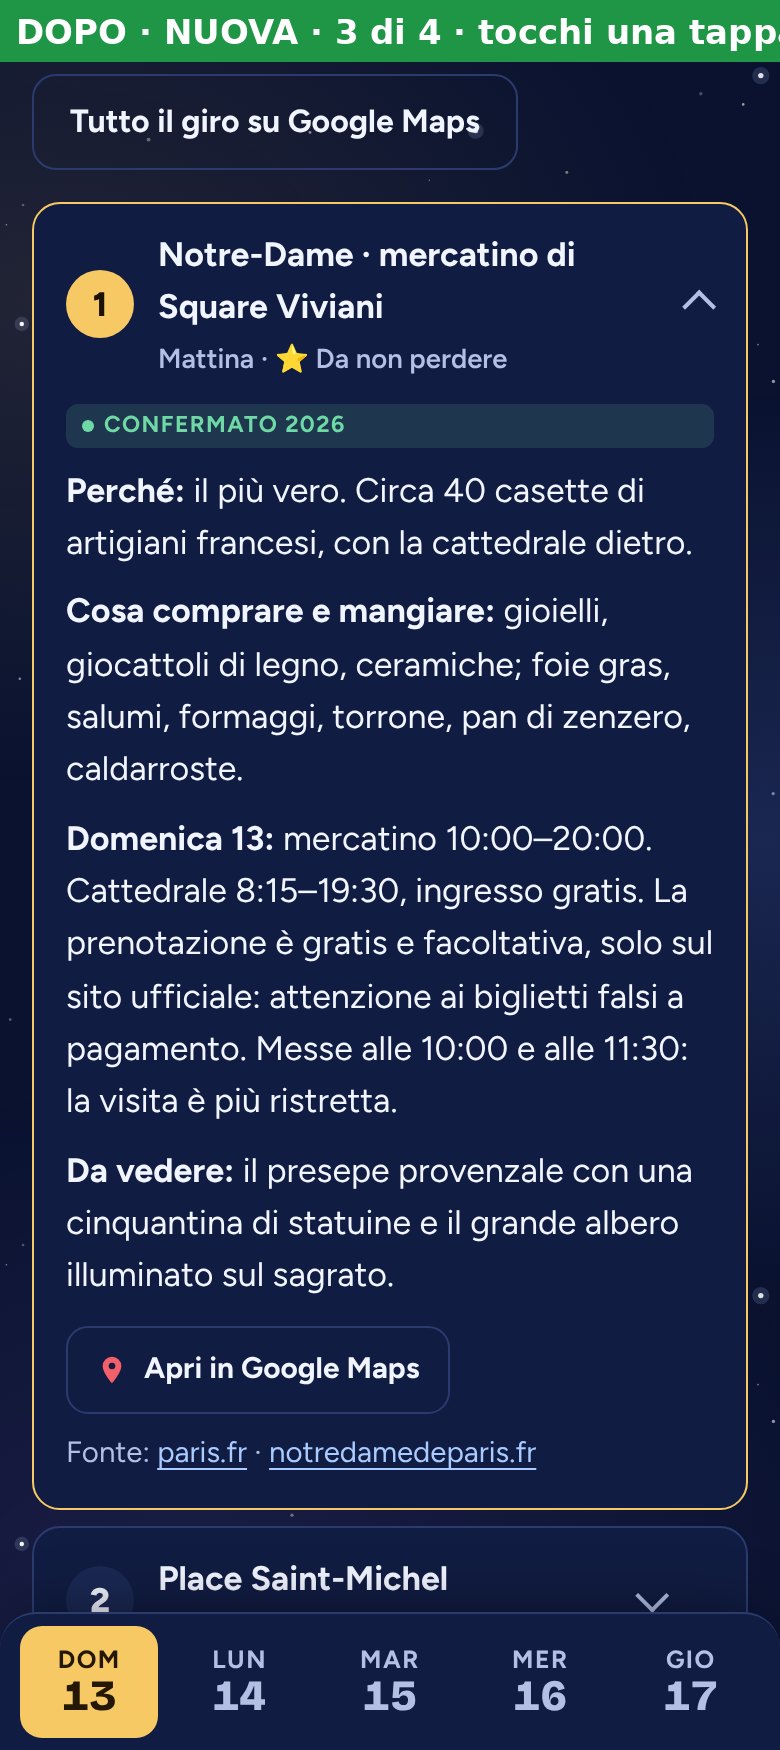 DOPO · NUOVA · 3 di 4 · tocchi una tappa
Tutto il giro su Google Maps
1
Notre-Dame · mercatino di
Square Viviani
Mattina · ⭐ Da non perdere
CONFERMATO 2026
Perché: il più vero. Circa 40 casette di
artigiani francesi, con la cattedrale dietro.
Cosa comprare e mangiare: gioielli,
giocattoli di legno, ceramiche; foie gras,
salumi, formaggi, torrone, pan di zenzero,
caldarroste.
Domenica 13: mercatino 10:00–20:00.
Cattedrale 8:15–19:30, ingresso gratis. La
prenotazione è gratis e facoltativa, solo sul
sito ufficiale: attenzione ai biglietti falsi a
pagamento. Messe alle 10:00 e alle 11:30:
la visita è più ristretta.
Da vedere: il presepe provenzale con una
cinquantina di statuine e il grande albero
illuminato sul sagrato.
Apri in Google Maps
Fonte: paris.fr · notredamedeparis.fr
2
Place Saint-Michel
DOM
13
LUN
14
MAR
15
MER
16
GIO
17